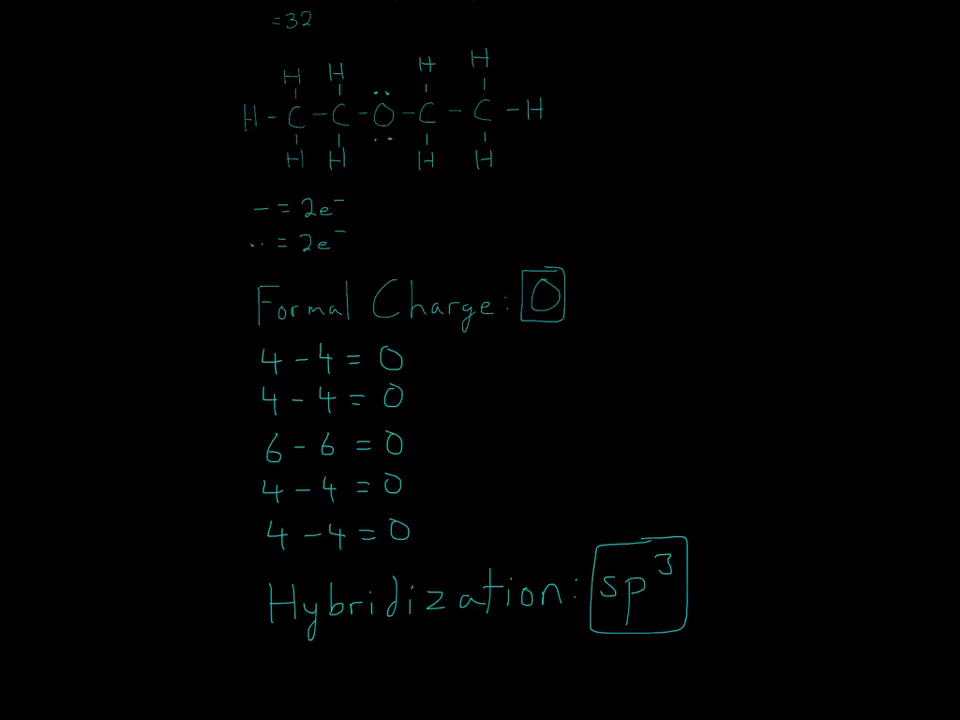 =32
H H H H
H - C - C - O - C - C - H
H H H H
— = 2e⁻
·· = 2e⁻
Formal Charge: 0
4 - 4 = 0
4 - 4 = 0
6 - 6 = 0
4 - 4 = 0
4 - 4 = 0
Hybridization: sp³